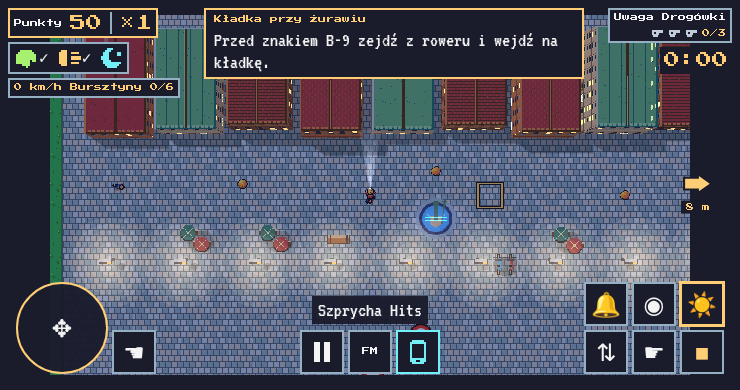 Punkty 50 × 1
Kładka przy żurawiu
Przed znakiem B-9 zejdź z roweru i wejdź na
kładkę.
Uwaga Drogówki
0/3
0:00
0 km/h Bursztyny 0/6
8 m
Szprycha Hits
FM